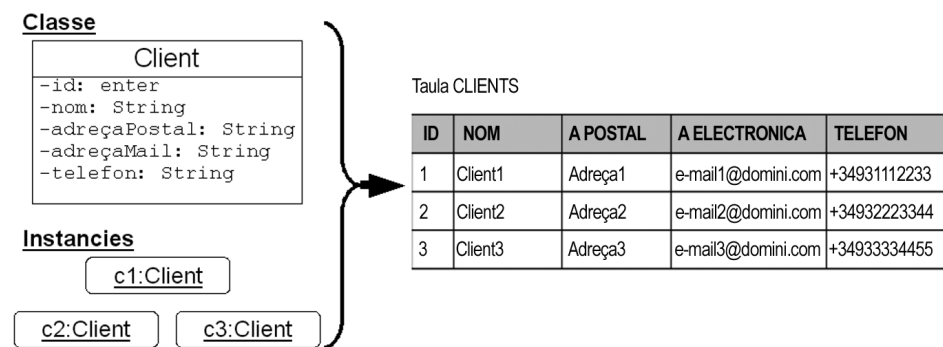 Classe
Client
-id: enter
-nom: String
-adreçaPostal: String
-adreçaMail: String
-telefon: String
Instancies
c1:Client
c2:Client c3:Client
Taula CLIENTS
ID NOM A POSTAL A ELECTRONICA TELEFON
1 Client1 Adreça1 e-mail1@domini.com +34931112233
2 Client2 Adreça2 e-mail2@domini.com +34932223344
3 Client3 Adreça3 e-mail3@domini.com +34933334455